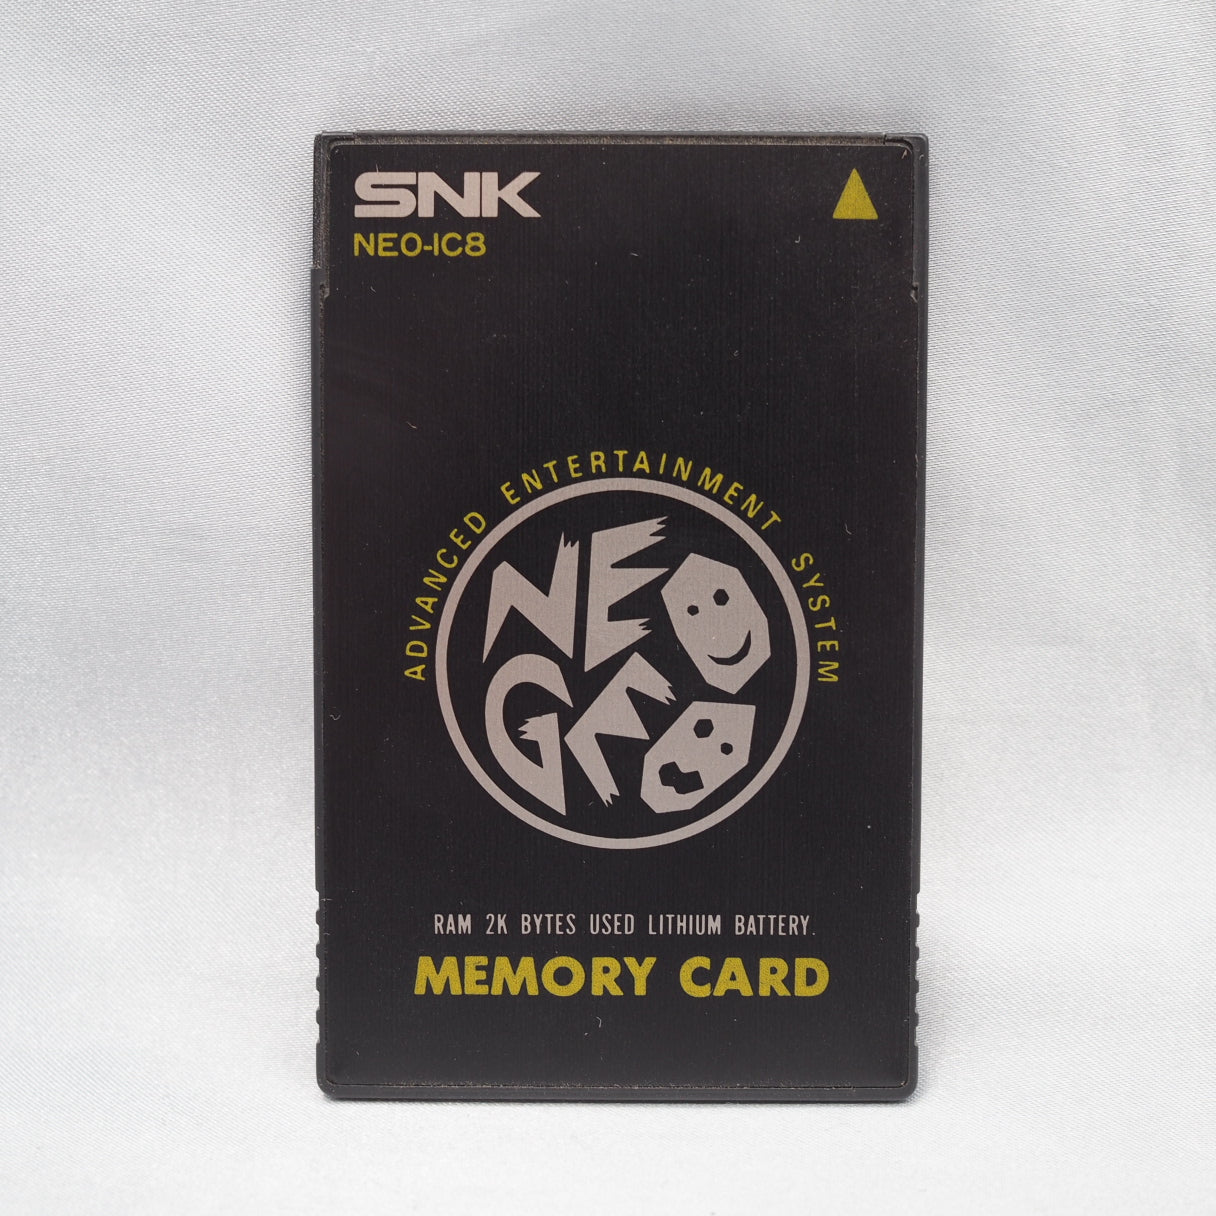 SNK
NEO-IC8
ADVANCED ENTERTAINMENT SYSTEM
NEO
GEO
RAM 2K BYTES USED LITHIUM BATTERY.
MEMORY CARD